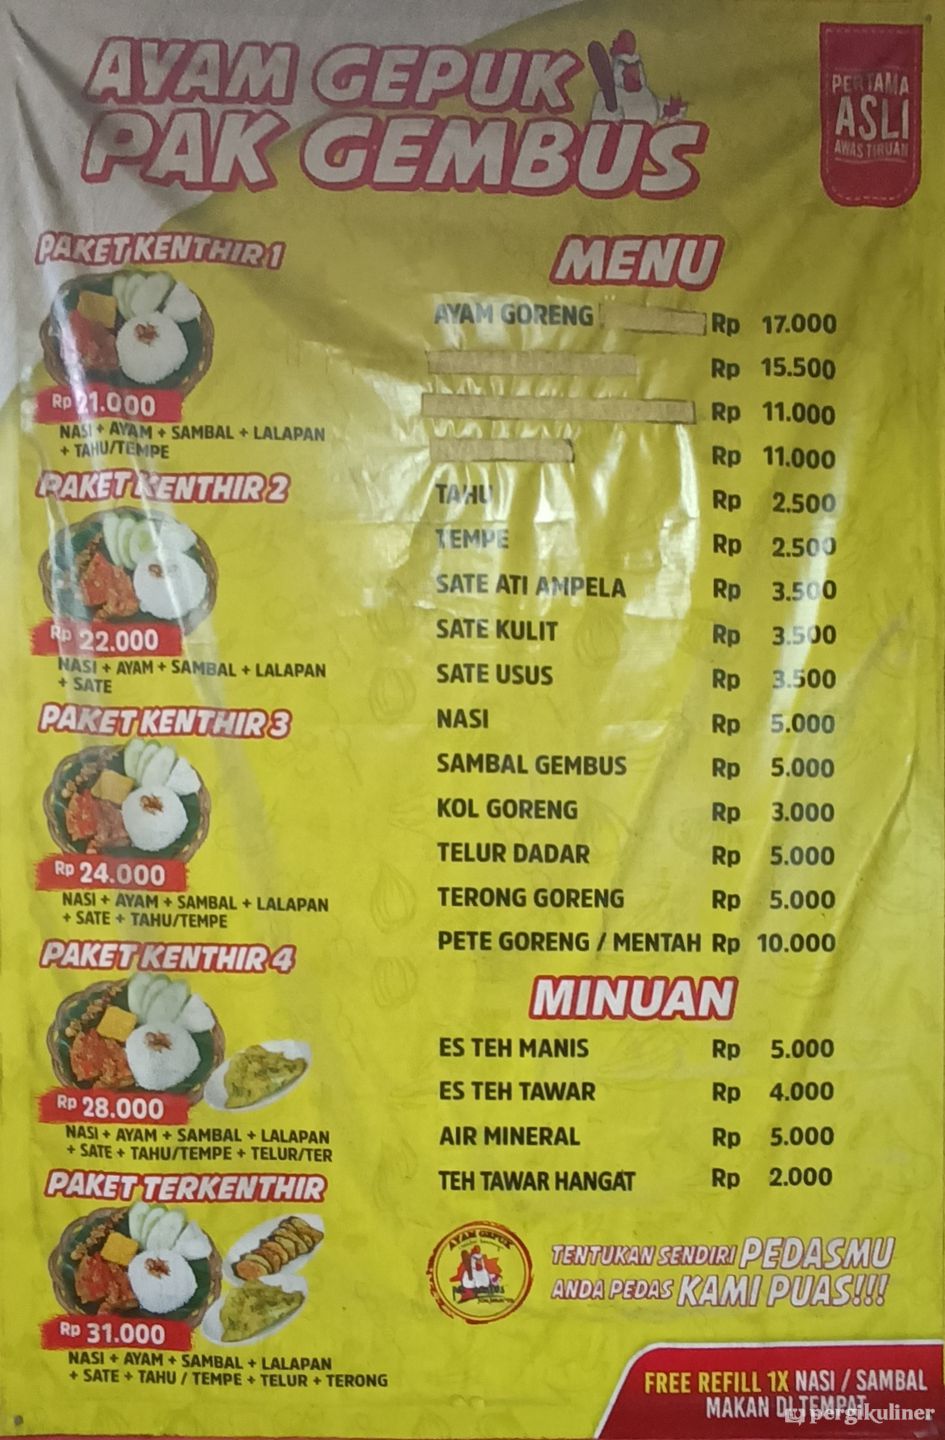 AYAM GEPUK
PAK GEMBUS
PERTAMA
ASLI
AWAS TIRUAN
PAKET KENTHIR 1
Rp 21.000
NASI + AYAM + SAMBAL + LALAPAN
+ TAHU/TEMPE
PAKET KENTHIR 2
Rp 22.000
NASI + AYAM + SAMBAL + LALAPAN
+ SATE
PAKET KENTHIR 3
Rp 24.000
NASI + AYAM + SAMBAL + LALAPAN
+ SATE + TAHU/TEMPE
PAKET KENTHIR 4
Rp 28.000
NASI + AYAM + SAMBAL + LALAPAN
+ SATE + TAHU/TEMPE + TELUR/TER
PAKET TERKENTHIR
Rp 31.000
NASI + AYAM + SAMBAL + LALAPAN
+ SATE + TAHU / TEMPE + TELUR + TERONG
MENU
AYAM GORENG Rp 17.000
Rp 15.500
Rp 11.000
Rp 11.000
TAHU Rp 2.500
TEMPE Rp 2.500
SATE ATI AMPELA Rp 3.500
SATE KULIT Rp 3.500
SATE USUS Rp 3.500
NASI Rp 5.000
SAMBAL GEMBUS Rp 5.000
KOL GORENG Rp 3.000
TELUR DADAR Rp 5.000
TERONG GORENG Rp 5.000
PETE GORENG / MENTAH Rp 10.000
MINUAN
ES TEH MANIS Rp 5.000
ES TEH TAWAR Rp 4.000
AIR MINERAL Rp 5.000
TEH TAWAR HANGAT Rp 2.000
AYAM GEPUK
TENTUKAN SENDIRI PEDASMU
ANDA PEDAS KAMI PUAS!!!
FREE REFILL 1X NASI / SAMBAL
MAKAN DI TEMPAT
pergikuliner